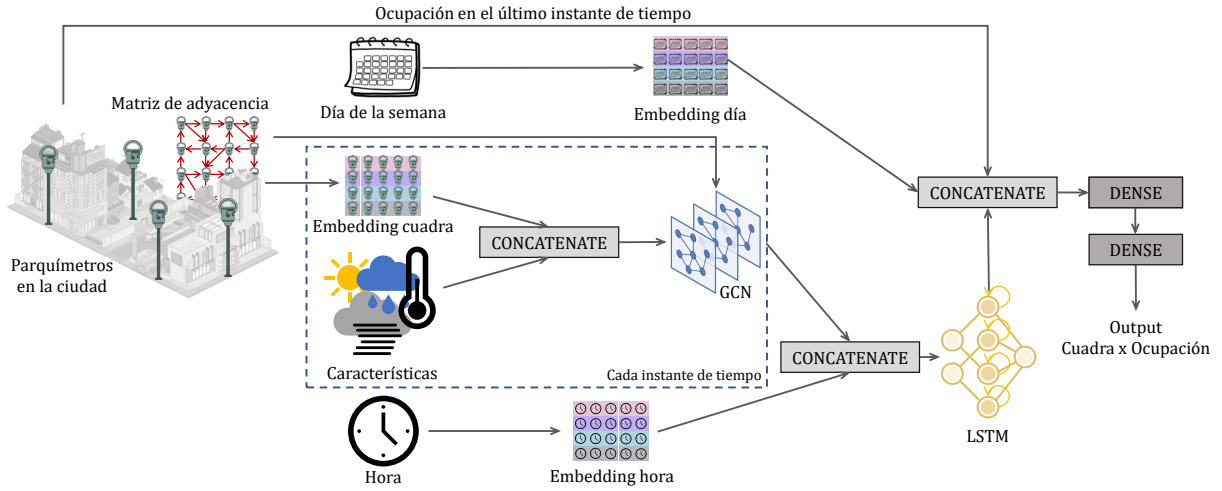 Ocupación en el último instante de tiempo
Día de la semana
Embedding día
Matriz de adyacencia
Parquímetros
en la ciudad
Embedding cuadra
CONCATENATE
GCN
Características
Cada instante de tiempo
Hora
Embedding hora
CONCATENATE
LSTM
CONCATENATE
DENSE
DENSE
Output
Cuadra x Ocupación